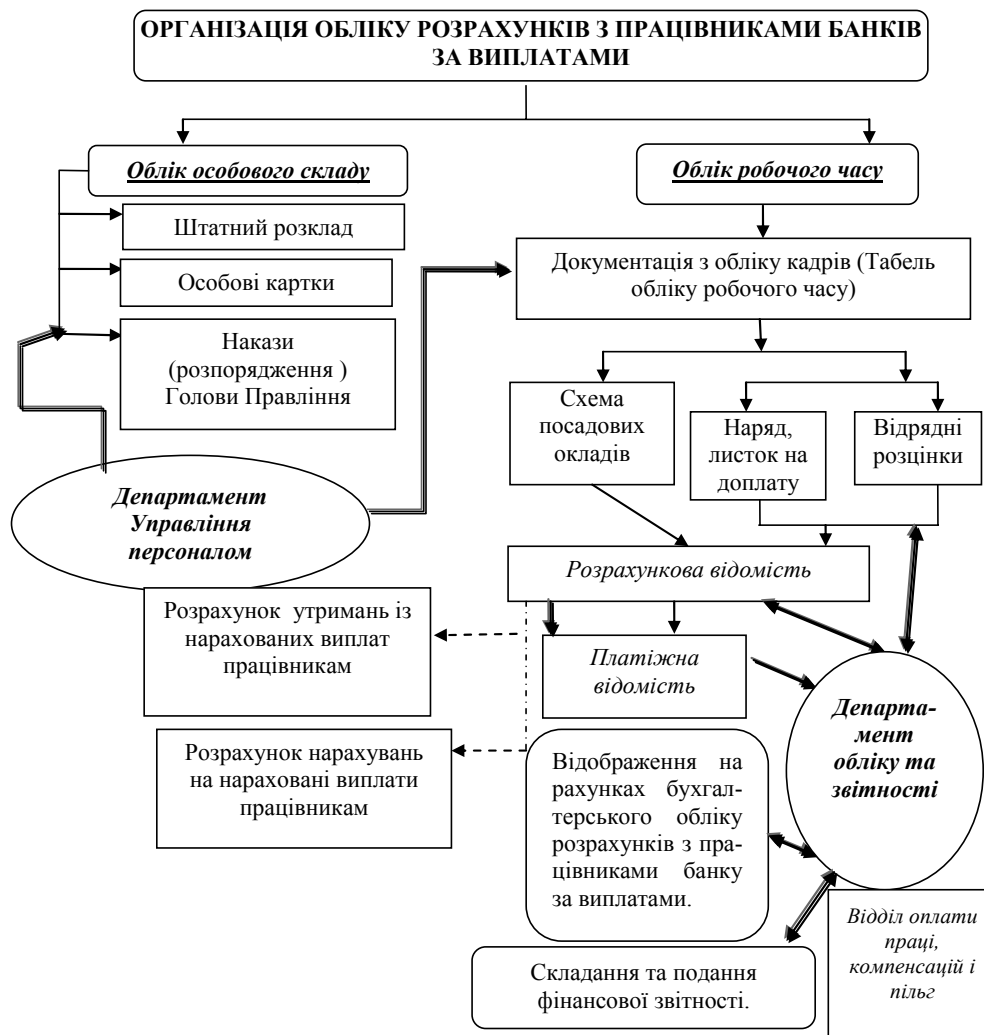 ОРГАНІЗАЦІЯ ОБЛІКУ РОЗРАХУНКІВ З ПРАЦІВНИКАМИ БАНКІВ
ЗА ВИПЛАТАМИ
Облік особового складу
Облік робочого часу
Штатний розклад
Особові картки
Накази
(розпорядження )
Голови Правління
Документація з обліку кадрів (Табель
обліку робочого часу)
Схема
посадових
окладів
Наряд,
листок на
доплату
Відрядні
розцінки
Департамент
Управління
персоналом
Розрахункова відомість
Розрахунок утримань із
нарахованих виплат
працівникам
Платіжна
відомість
Розрахунок нарахувань
на нараховані виплати
працівникам
Відображення на
рахунках бухгал-
терського обліку
розрахунків з пра-
цівниками банку
за виплатами.
Департа-
мент
обліку та
звітності
Відділ оплати
праці,
компенсацій і
пільг
Складання та подання
фінансової звітності.